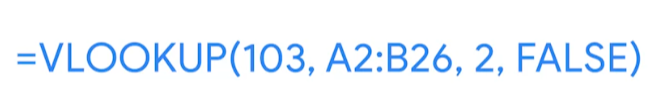 =VLOOKUP(103, A2:B26, 2, FALSE)